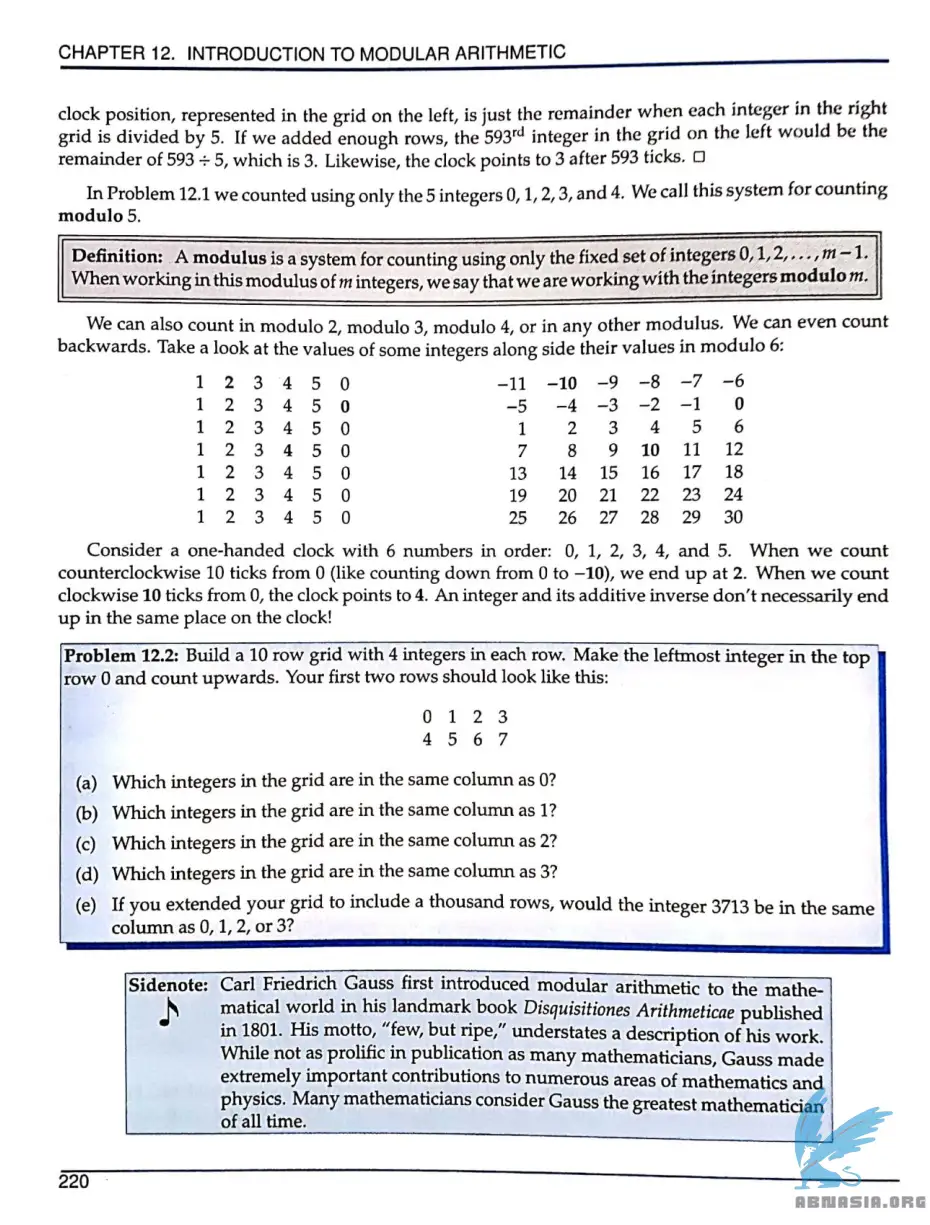 CHAPTER 12. INTRODUCTION TO MODULAR ARITHMETIC
clock position, represented in the grid on the left, is just the remainder when each integer in the right
grid is divided by 5. If we added enough rows, the 593rd integer in the grid on the left would be the
remainder of 593 ÷ 5, which is 3. Likewise, the clock points to 3 after 593 ticks. □
In Problem 12.1 we counted using only the 5 integers 0, 1, 2, 3, and 4. We call this system for counting
modulo 5.
Definition: A modulus is a system for counting using only the fixed set of integers 0, 1, 2, . . . , m − 1.
When working in this modulus of m integers, we say that we are working with the integers modulo m.
We can also count in modulo 2, modulo 3, modulo 4, or in any other modulus. We can even count
backwards. Take a look at the values of some integers along side their values in modulo 6:
1 2 3 4 5 0 −11 −10 −9 −8 −7 −6
1 2 3 4 5 0 −5 −4 −3 −2 −1 0
1 2 3 4 5 0 1 2 3 4 5 6
1 2 3 4 5 0 7 8 9 10 11 12
1 2 3 4 5 0 13 14 15 16 17 18
1 2 3 4 5 0 19 20 21 22 23 24
1 2 3 4 5 0 25 26 27 28 29 30
Consider a one-handed clock with 6 numbers in order: 0, 1, 2, 3, 4, and 5. When we count
counterclockwise 10 ticks from 0 (like counting down from 0 to −10), we end up at 2. When we count
clockwise 10 ticks from 0, the clock points to 4. An integer and its additive inverse don't necessarily end
up in the same place on the clock!
Problem 12.2: Build a 10 row grid with 4 integers in each row. Make the leftmost integer in the top
row 0 and count upwards. Your first two rows should look like this:
0 1 2 3
4 5 6 7
(a) Which integers in the grid are in the same column as 0?
(b) Which integers in the grid are in the same column as 1?
(c) Which integers in the grid are in the same column as 2?
(d) Which integers in the grid are in the same column as 3?
(e) If you extended your grid to include a thousand rows, would the integer 3713 be in the same
column as 0, 1, 2, or 3?
Sidenote: Carl Friedrich Gauss first introduced modular arithmetic to the mathe-
matical world in his landmark book Disquisitiones Arithmeticae published
in 1801. His motto, "few, but ripe," understates a description of his work.
While not as prolific in publication as many mathematicians, Gauss made
extremely important contributions to numerous areas of mathematics and
physics. Many mathematicians consider Gauss the greatest mathematician
of all time.
220
ABNASIA.ORG